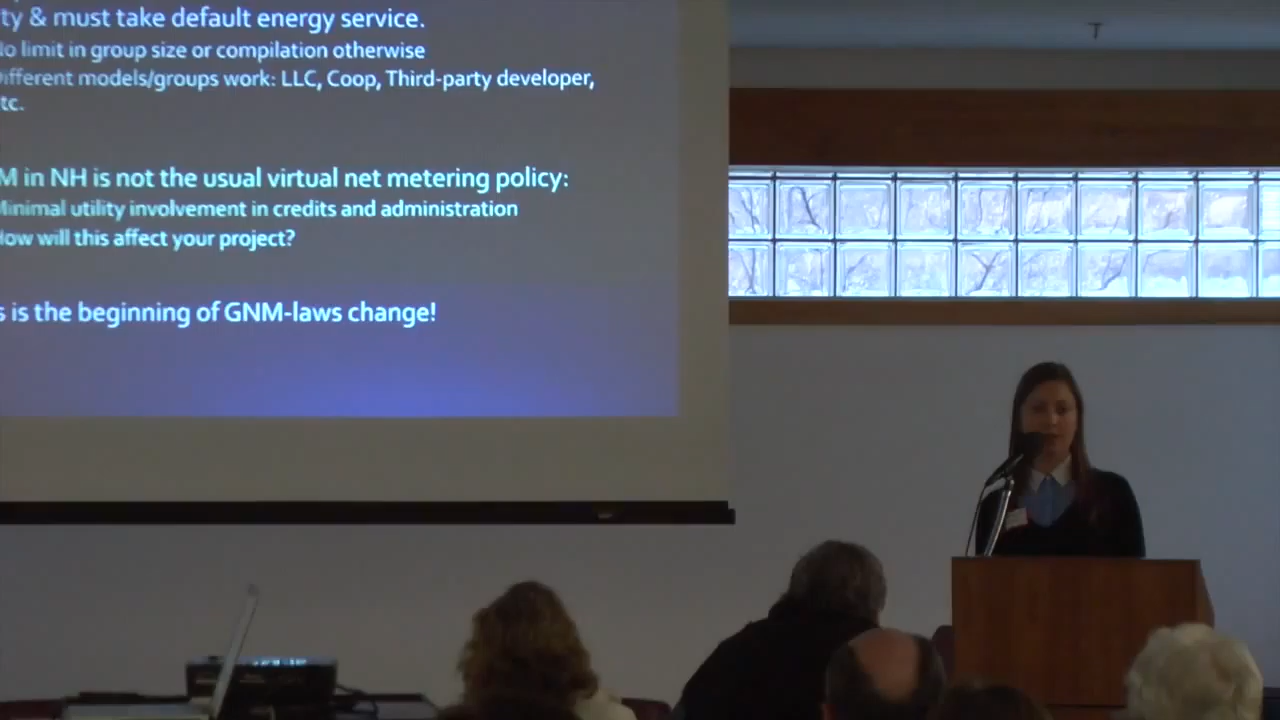 ty & must take default energy service.
o limit in group size or compilation otherwise
ifferent models/groups work: LLC, Coop, Third-party developer,
tc.
M in NH is not the usual virtual net metering policy:
Minimal utility involvement in credits and administration
ow will this affect your project?
s is the beginning of GNM-laws change!